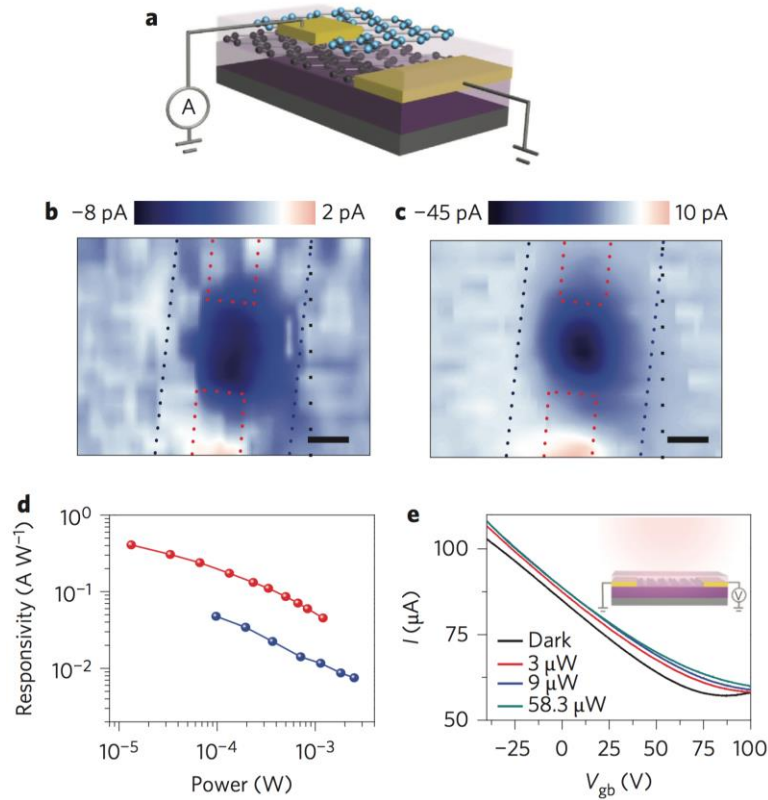 a
A
b −8 pA 2 pA c −45 pA 10 pA
d
Responsivity (A W⁻¹)
10⁰
10⁻¹
10⁻²
10⁻⁵ 10⁻⁴ 10⁻³
Power (W)
e
I (μA)
100
75
50
V
Dark
3 μW
9 μW
58.3 μW
−25 0 25 50 75 100
V_gb (V)